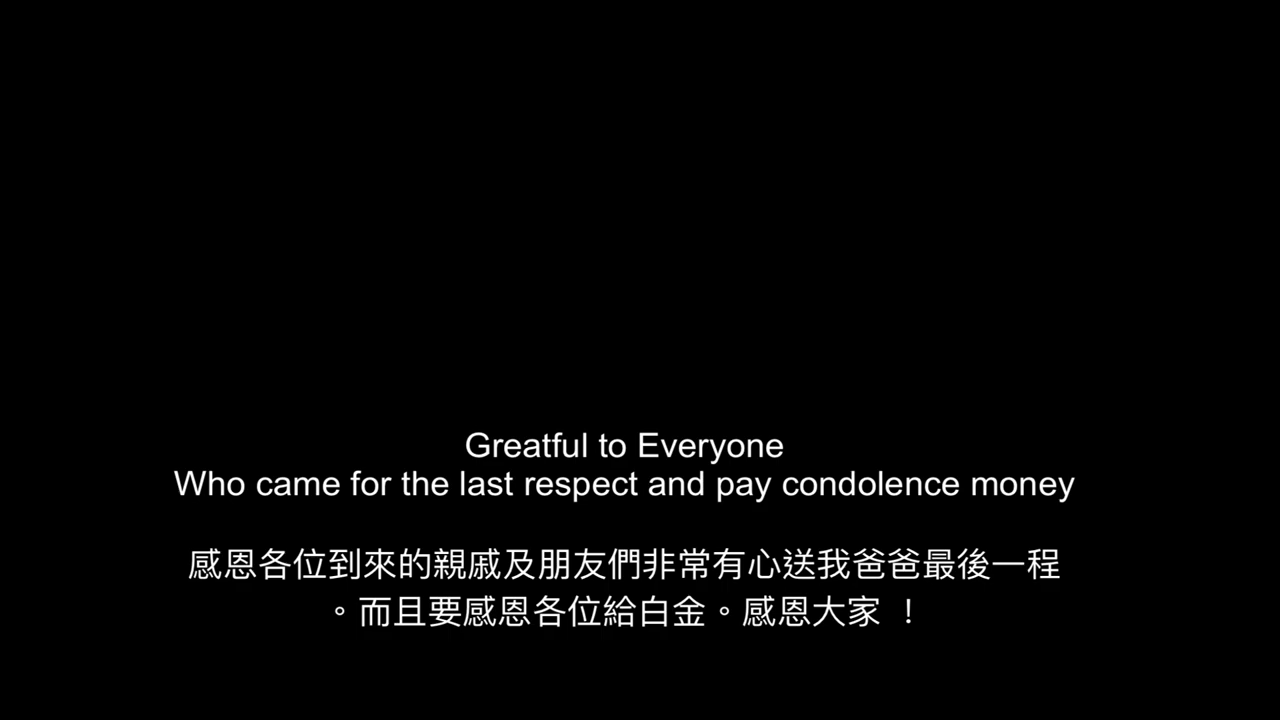 Greatful to Everyone
Who came for the last respect and pay condolence money
感恩各位到來的親戚及朋友們非常有心送我爸爸最後一程
。而且要感恩各位給白金。感恩大家 ！